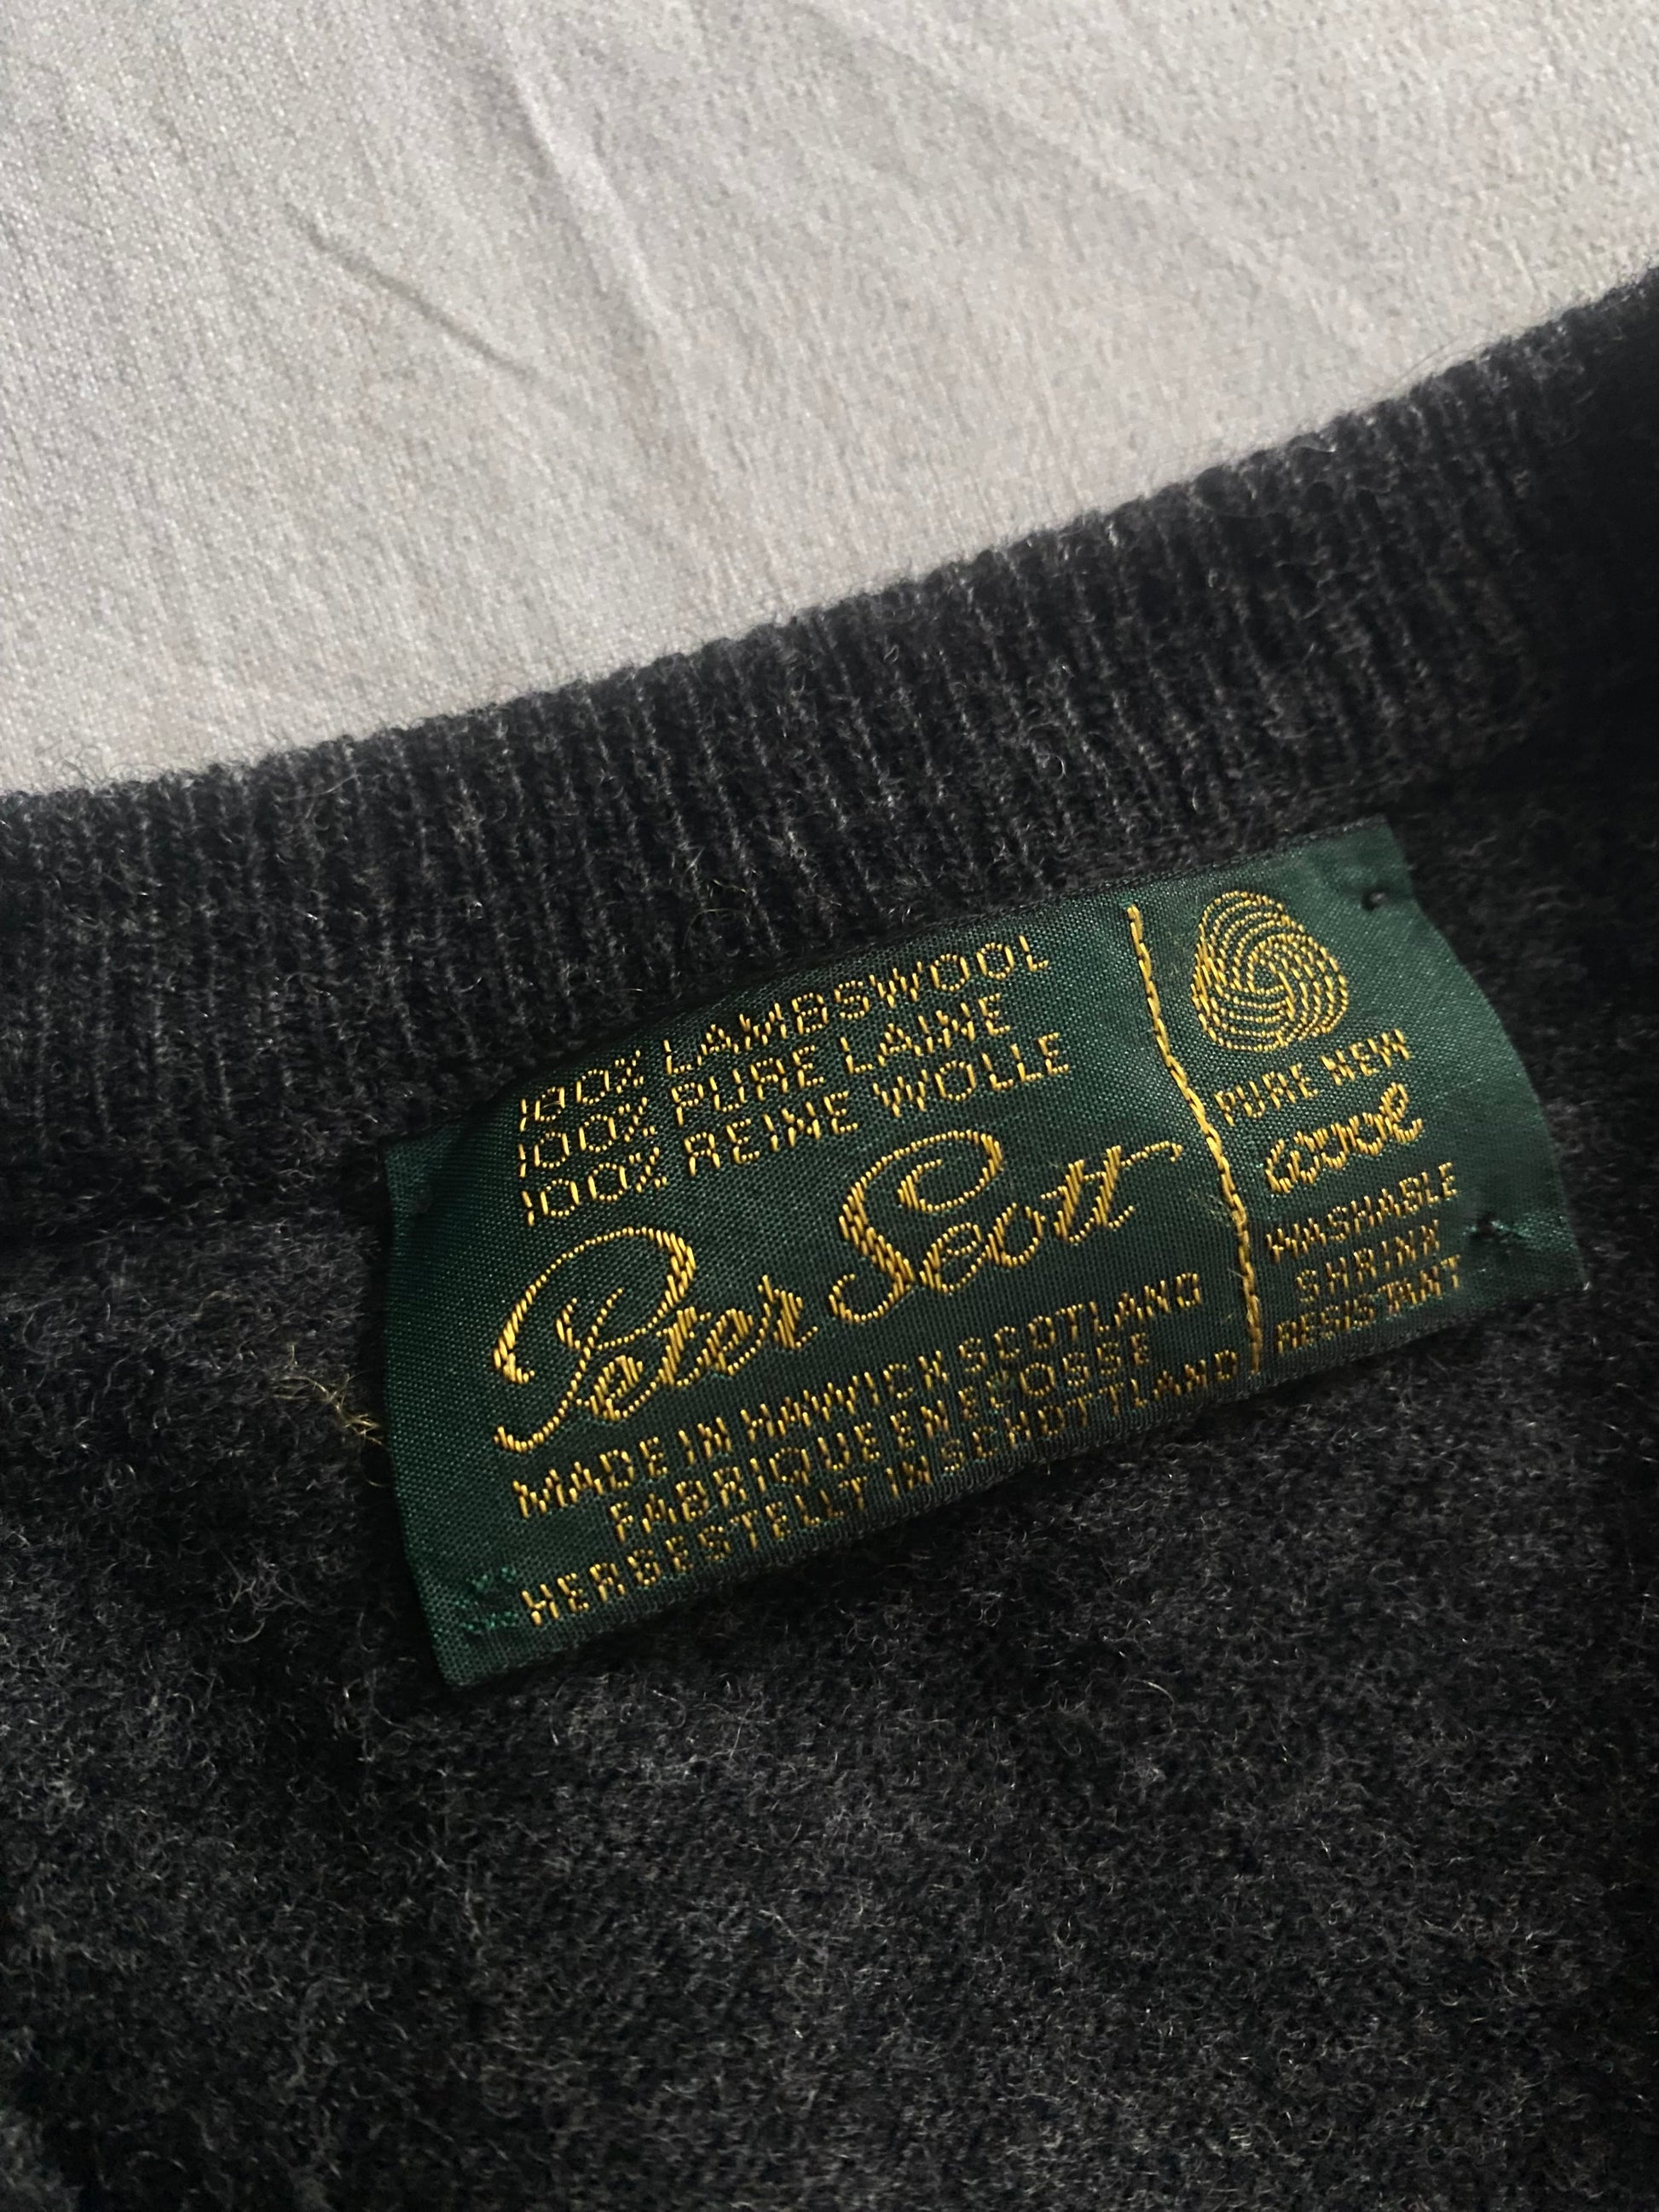 100% LAMBSWOOL
100% PURE LAINE
100% REINE WOLLE
Peter Scott
MADE IN HAWICK SCOTLAND
FABRIQUE EN ECOSSE
HERGESTELLT IN SCHOTTLAND
PURE NEW
WOOL
WASHABLE
SHRINK
RESISTANT